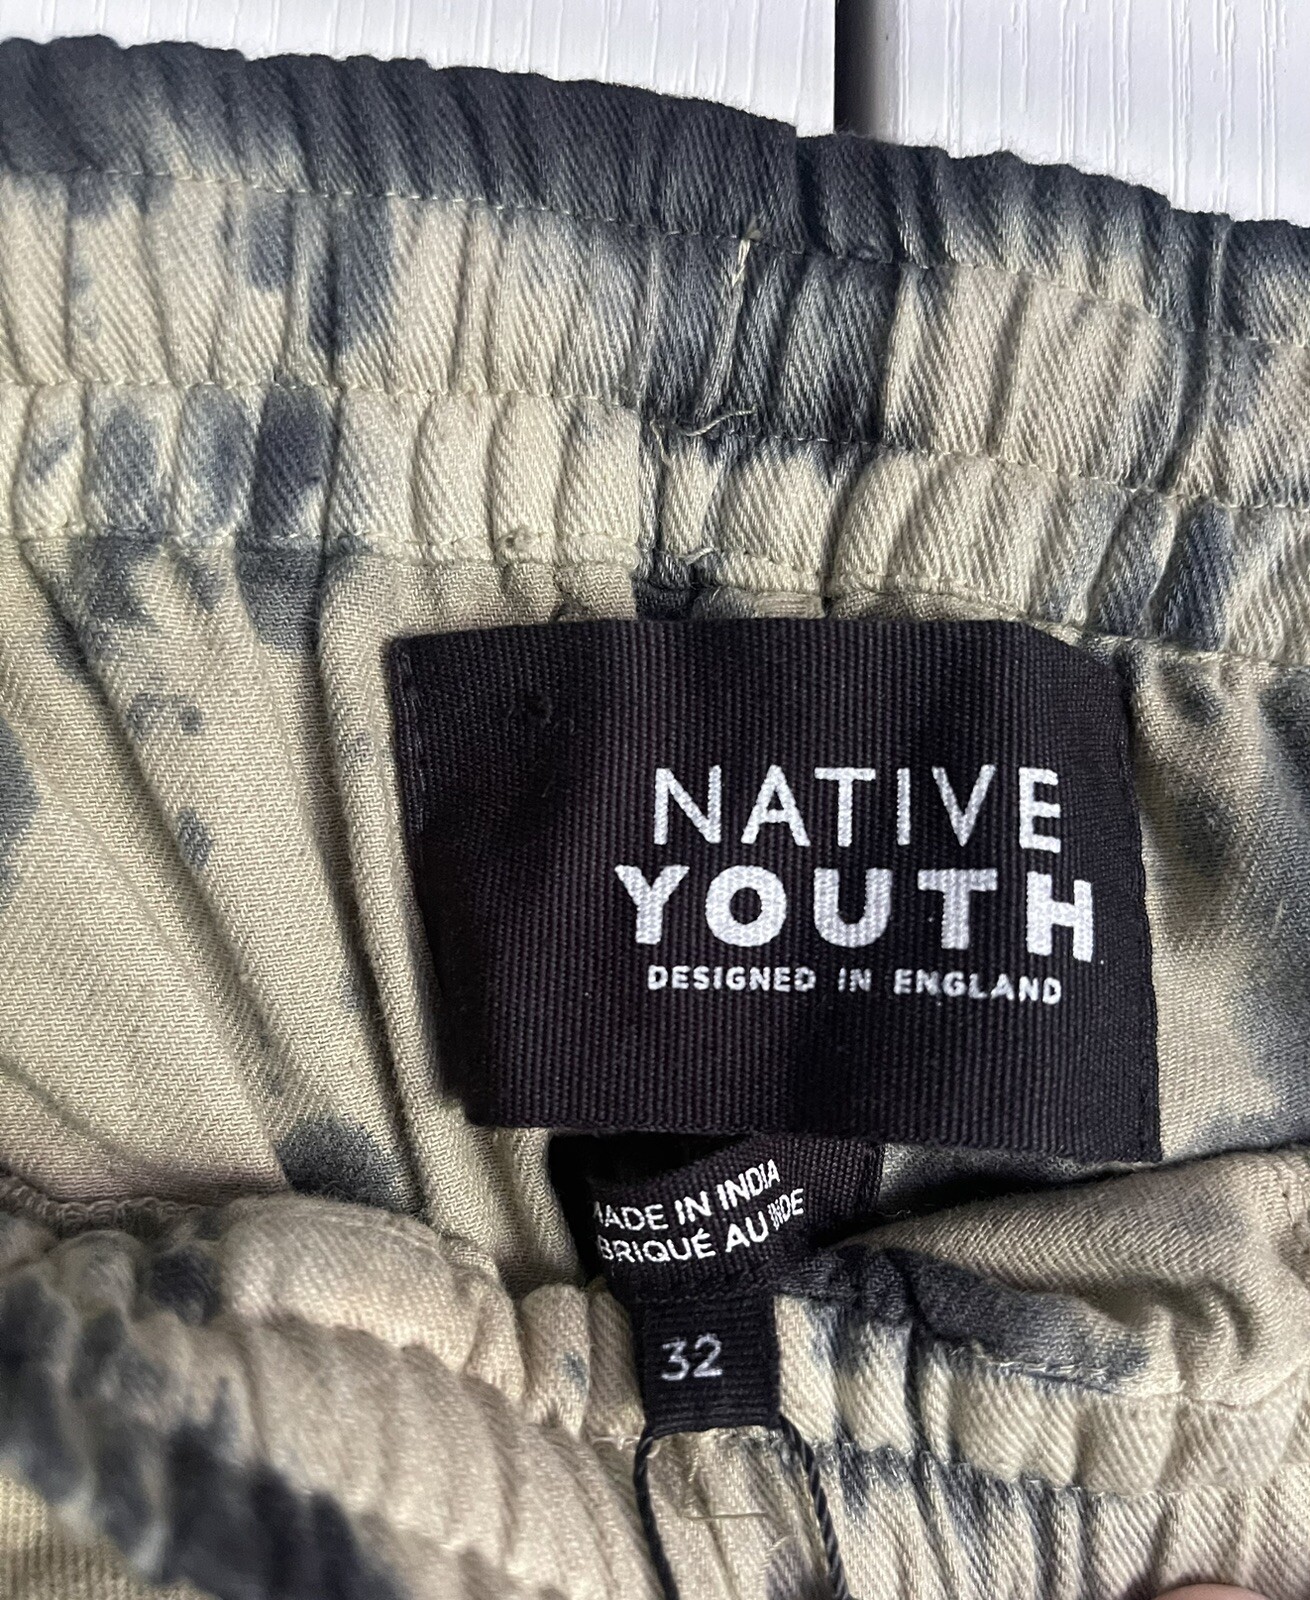 NATIVE
YOUTH
DESIGNED IN ENGLAND
MADE IN INDIA
BRIQUÉ AU INDE
32